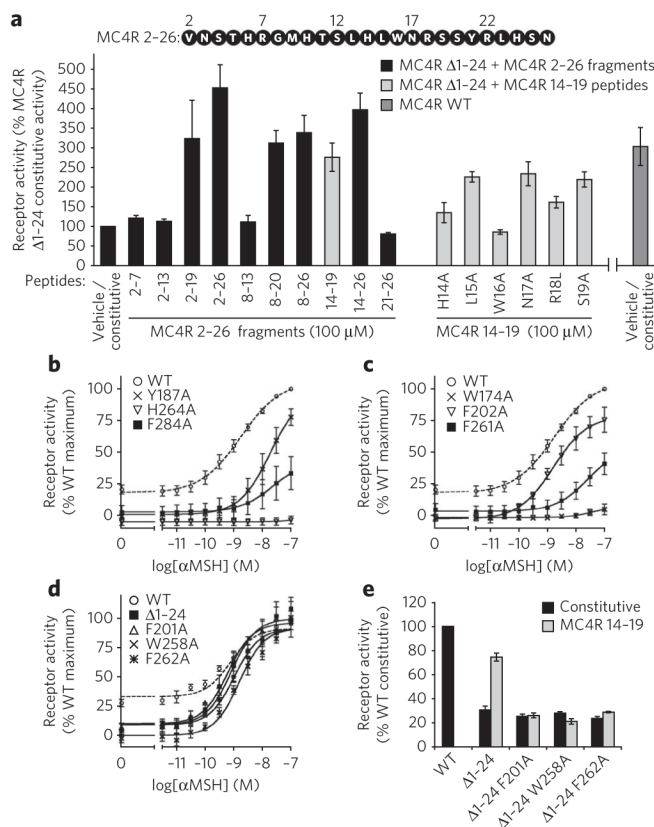 a
2 7 12 17 22
MC4R 2–26: VNSTHRGMHTSLHLWNRSSYRLHSN
MC4R Δ1–24 + MC4R 2–26 fragments
MC4R Δ1–24 + MC4R 14–19 peptides
MC4R WT
Receptor activity (% MC4R
Δ1–24 constitutive activity)
500
450
400
350
300
250
200
150
100
50
0
Peptides:
Vehicle /
constitutive
2–7
2–13
2–19
2–26
8–13
8–20
8–26
14–19
14–26
21–26
H14A
L15A
W16A
N17A
R18L
S19A
Vehicle /
constitutive
MC4R 2–26 fragments (100 μM)
MC4R 14–19 (100 μM)
b
WT
Y187A
H264A
F284A
Receptor activity
(% WT maximum)
100
75
50
25
0
0 −11 −10 −9 −8 −7
log[αMSH] (M)
c
WT
W174A
F202A
F261A
Receptor activity
(% WT maximum)
100
75
50
25
0
0 −11 −10 −9 −8 −7
log[αMSH] (M)
d
WT
Δ1–24
F201A
W258A
F262A
Receptor activity
(% WT maximum)
100
75
50
25
0
0 −11 −10 −9 −8 −7
log[αMSH] (M)
e
Constitutive
MC4R 14–19
Receptor activity
(% WT constitutive)
120
100
80
60
40
20
0
WT
Δ1–24
Δ1–24 F201A
Δ1–24 W258A
Δ1–24 F262A